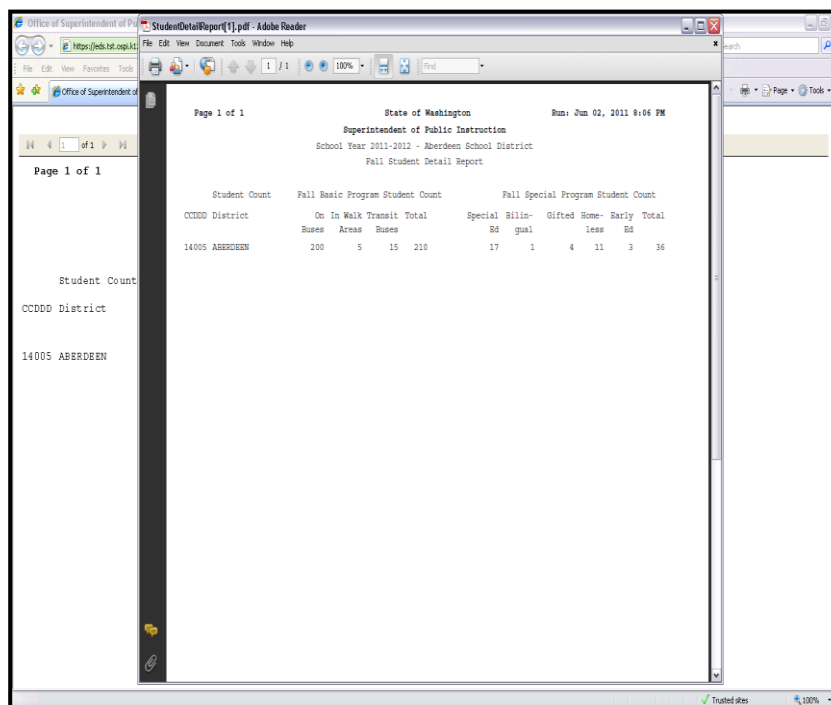 Office of Superintendent of Pu
StudentDetailReport[1].pdf - Adobe Reader
https://eds.tst.ospi.k1
File Edit View Document Tools Window Help
earch
File Edit View Favorites Tools
1 / 1 100% Find
Office of Superintendent of
Page Tools
1 of 1
Page 1 of 1
Student Count
CCDDD District
14005 ABERDEEN
Page 1 of 1 State of Washington Run: Jun 02, 2011 8:06 PM
Superintendent of Public Instruction
School Year 2011-2012 - Aberdeen School District
Fall Student Detail Report
Student Count Fall Basic Program Student Count Fall Special Program Student Count
CCDDD District On In Walk Transit Total Special Bilin- Gifted Home- Early Total
Buses Areas Buses Ed gual less Ed
14005 ABERDEEN 200 5 15 210 17 1 4 11 3 36
Trusted sites 100%